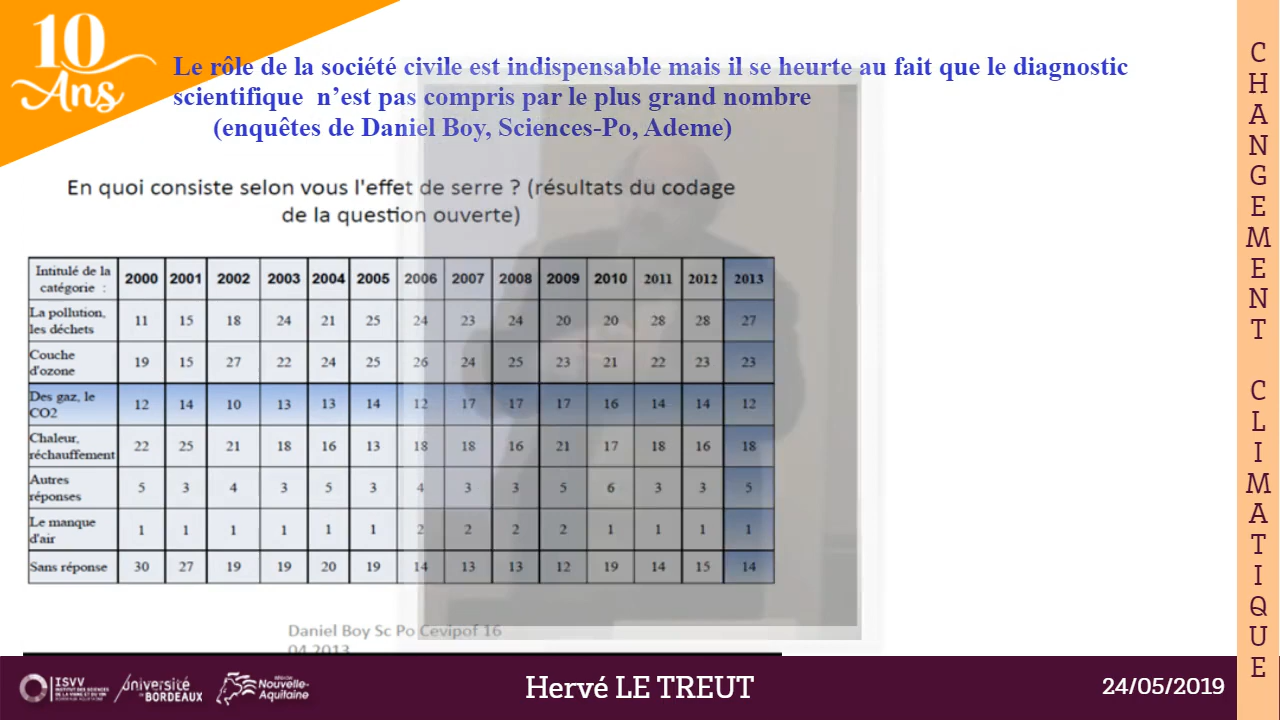 10
Ans
Le rôle de la société civile est indispensable mais il se heurte au fait que le diagnostic
scientifique n'est pas compris par le plus grand nombre
(enquêtes de Daniel Boy, Sciences-Po, Ademe)
En quoi consiste selon vous l'effet de serre ? (résultats du codage
de la question ouverte)
Intitulé de la catégorie : 2000 2001 2002 2003 2004 2005 2006 2007 2008 2009 2010 2011 2012 2013
La pollution, les déchets 11 15 18 24 21 25 24 23 24 20 20 28 28 27
Couche d'ozone 19 15 27 22 24 25 26 24 25 23 21 22 23 23
Des gaz, le CO2 12 14 10 13 13 14 12 17 17 17 16 14 14 12
Chaleur, réchauffement 22 25 21 18 16 13 18 18 16 21 17 18 16 18
Autres réponses 5 3 4 3 5 3 4 3 3 5 6 3 3 5
Le manque d'air 1 1 1 1 1 1 2 2 2 2 1 1 1 1
Sans réponse 30 27 19 19 20 19 14 13 13 12 19 14 15 14
Daniel Boy Sc Po Cevipof 16
04 2013
ISVV
INSTITUT DES SCIENCES
DE LA VIGNE ET DU VIN
université
de BORDEAUX
RÉGION
Nouvelle-
Aquitaine
Hervé LE TREUT
24/05/2019
CHANGEMENT CLIMATIQUE